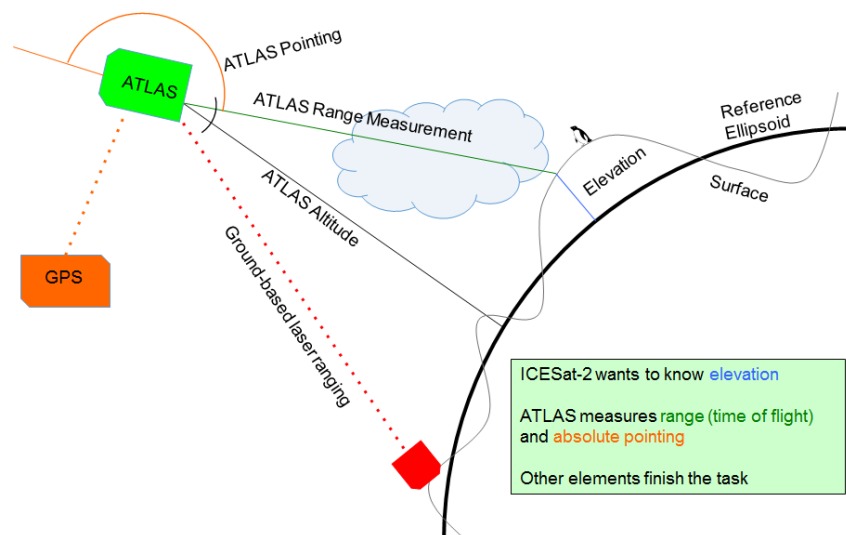 ATLAS Pointing
ATLAS
ATLAS Range Measurement
Reference
Ellipsoid
Elevation
Surface
ATLAS Altitude
GPS
Ground-based laser ranging
ICESat-2 wants to know elevation
ATLAS measures range (time of flight)
and absolute pointing
Other elements finish the task